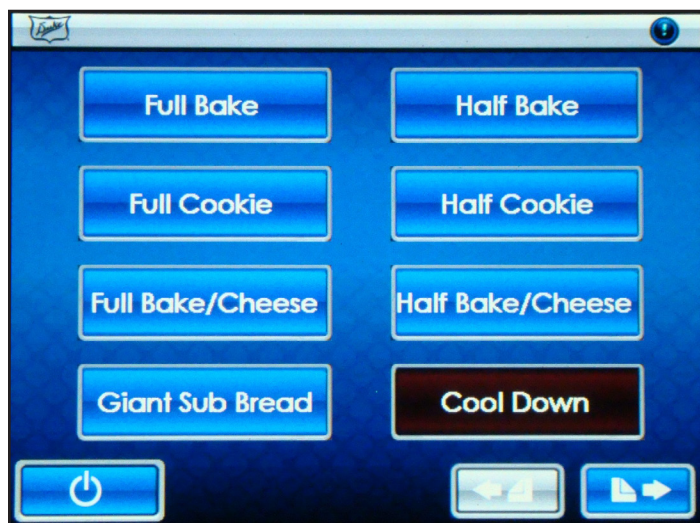 Duke
Full Bake
Half Bake
Full Cookie
Half Cookie
Full Bake/Cheese
Half Bake/Cheese
Giant Sub Bread
Cool Down